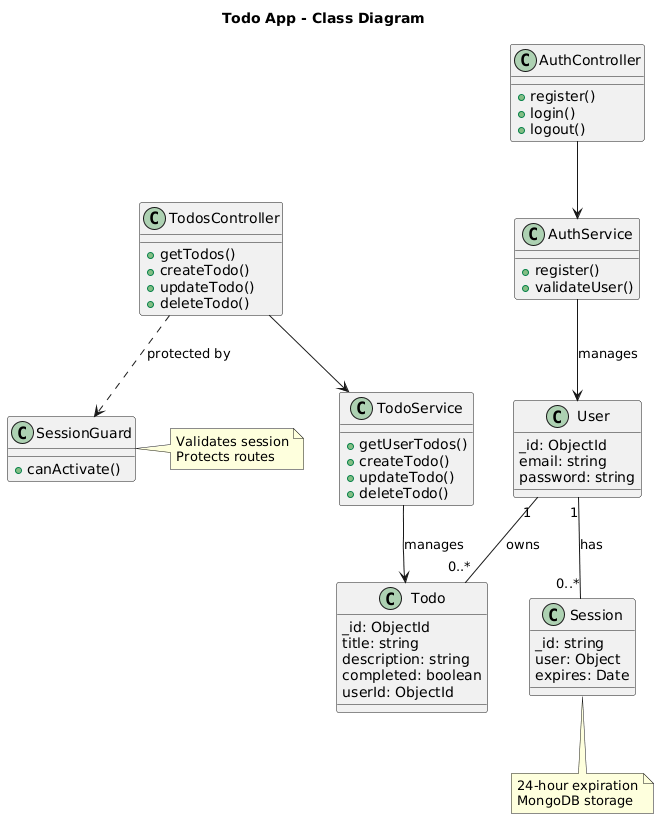 Todo App - Class Diagram
C AuthController
register()
login()
logout()
C TodosController
getTodos()
createTodo()
updateTodo()
deleteTodo()
C AuthService
register()
validateUser()
protected by
manages
C SessionGuard
canActivate()
Validates session
Protects routes
C TodoService
getUserTodos()
createTodo()
updateTodo()
deleteTodo()
C User
_id: ObjectId
email: string
password: string
1
1
manages
owns
has
0..*
0..*
C Todo
_id: ObjectId
title: string
description: string
completed: boolean
userId: ObjectId
C Session
_id: string
user: Object
expires: Date
24-hour expiration
MongoDB storage